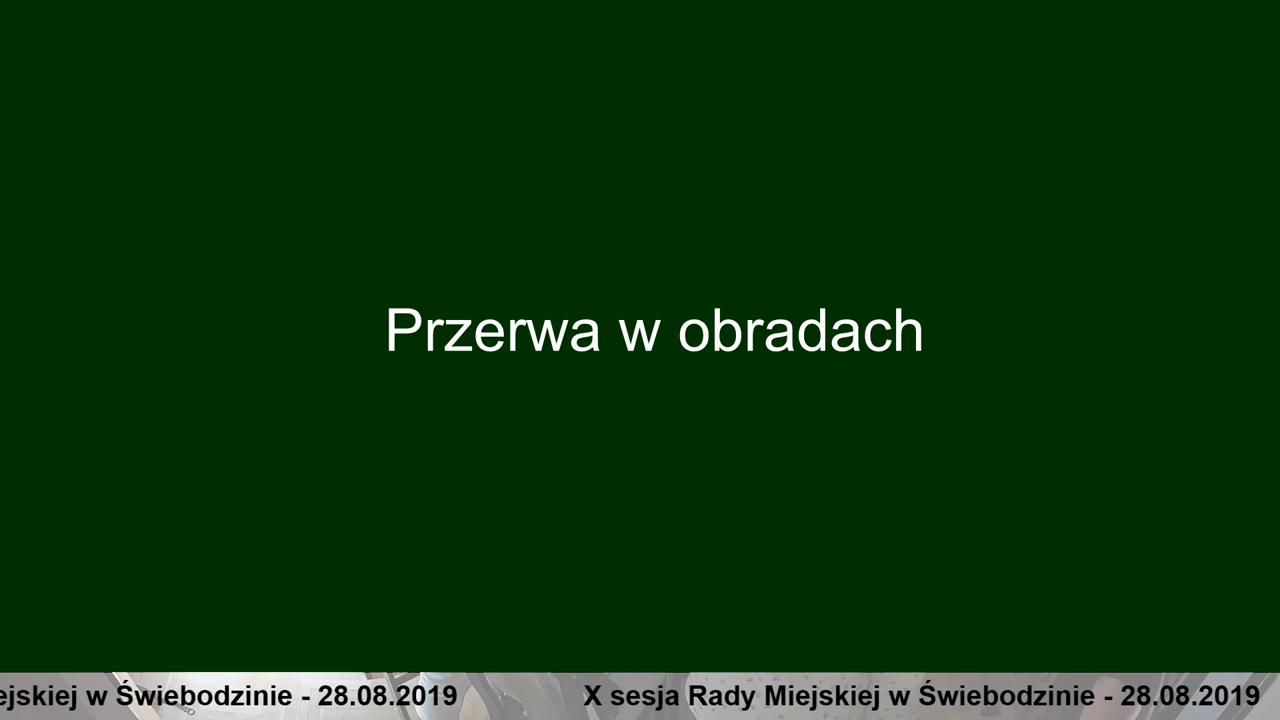 Przerwa w obradach
ejskiej w Świebodzinie - 28.08.2019 X sesja Rady Miejskiej w Świebodzinie - 28.08.2019